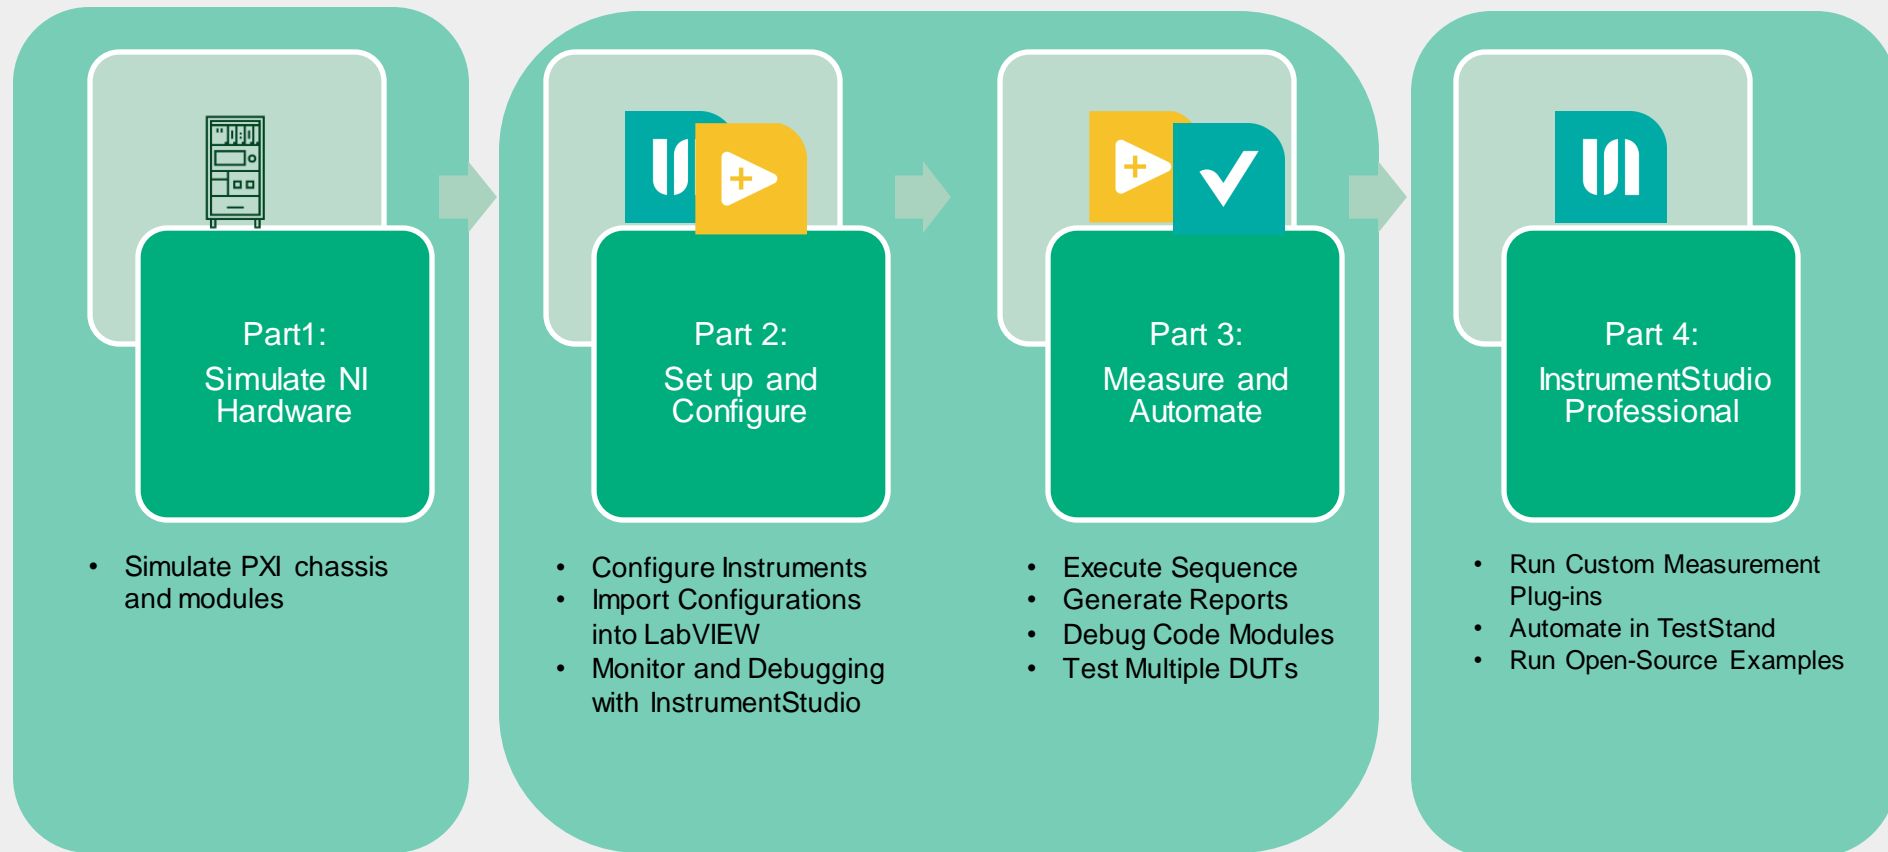 Part1:
Simulate NI
Hardware
• Simulate PXI chassis
and modules
Part 2:
Set up and
Configure
• Configure Instruments
• Import Configurations
into LabVIEW
• Monitor and Debugging
with InstrumentStudio
Part 3:
Measure and
Automate
• Execute Sequence
• Generate Reports
• Debug Code Modules
• Test Multiple DUTs
Part 4:
InstrumentStudio
Professional
• Run Custom Measurement
Plug-ins
• Automate in TestStand
• Run Open-Source Examples